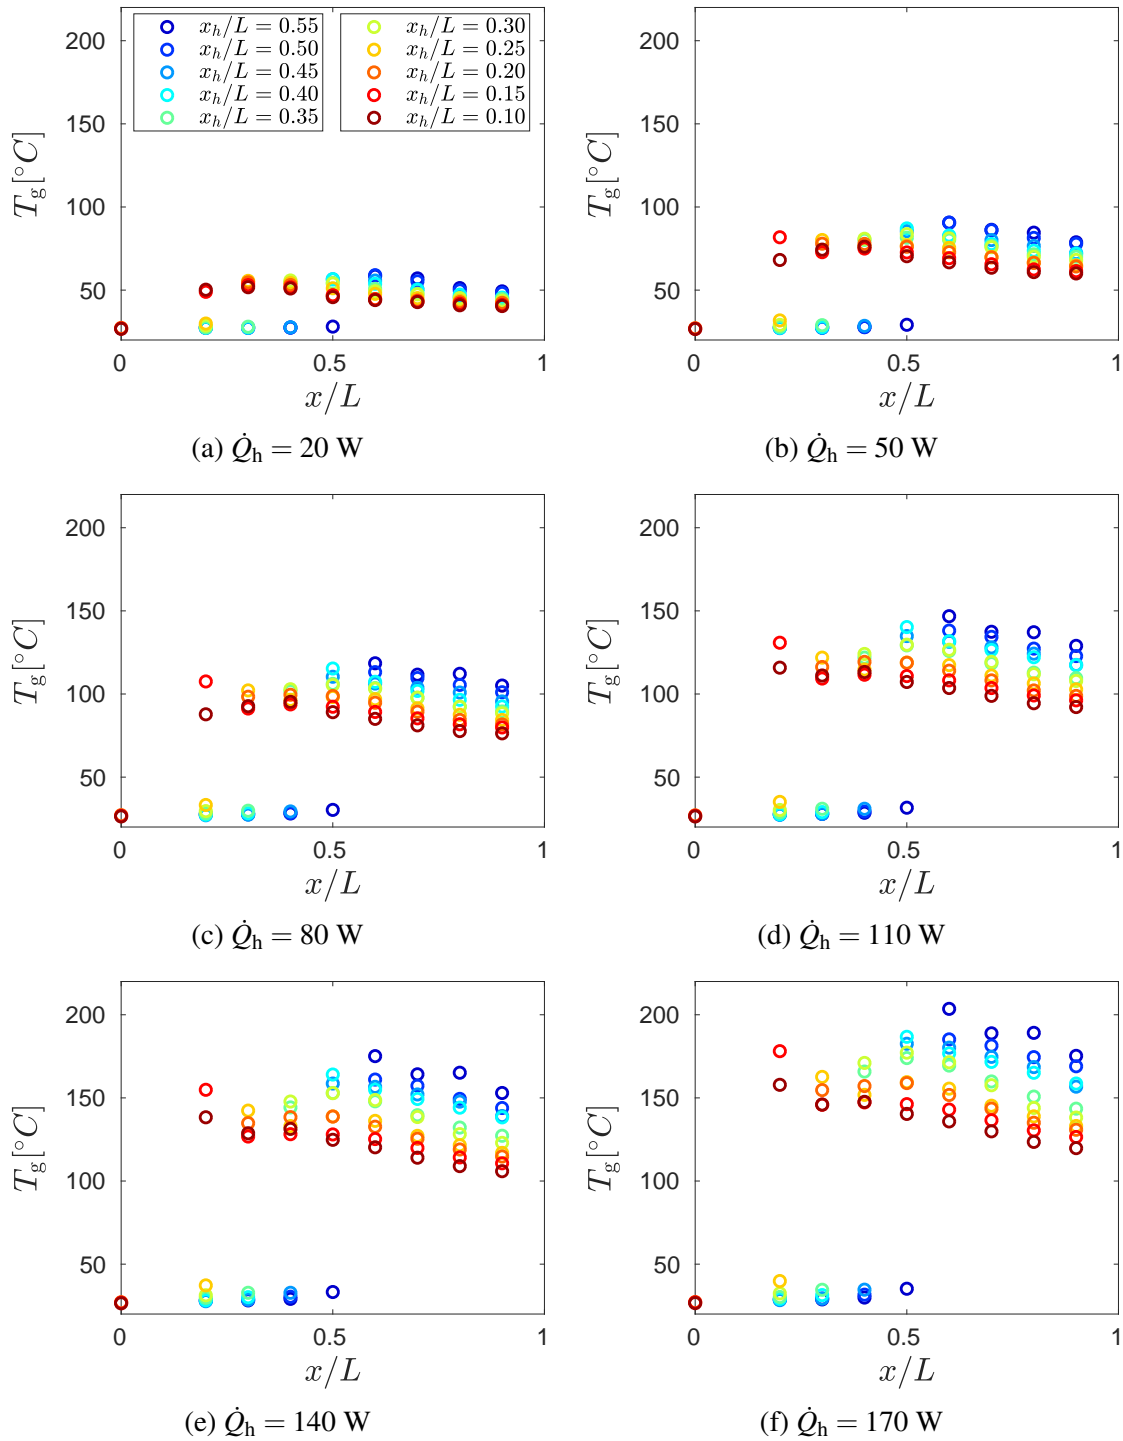 200
150
100
50
T_g [°C]
x_h/L = 0.55
x_h/L = 0.50
x_h/L = 0.45
x_h/L = 0.40
x_h/L = 0.35
x_h/L = 0.30
x_h/L = 0.25
x_h/L = 0.20
x_h/L = 0.15
x_h/L = 0.10
0 0.5 1
x/L
(a) Q̇_h = 20 W
200
150
100
50
T_g [°C]
0 0.5 1
x/L
(b) Q̇_h = 50 W
200
150
100
50
T_g [°C]
0 0.5 1
x/L
(c) Q̇_h = 80 W
200
150
100
50
T_g [°C]
0 0.5 1
x/L
(d) Q̇_h = 110 W
200
150
100
50
T_g [°C]
0 0.5 1
x/L
(e) Q̇_h = 140 W
200
150
100
50
T_g [°C]
0 0.5 1
x/L
(f) Q̇_h = 170 W